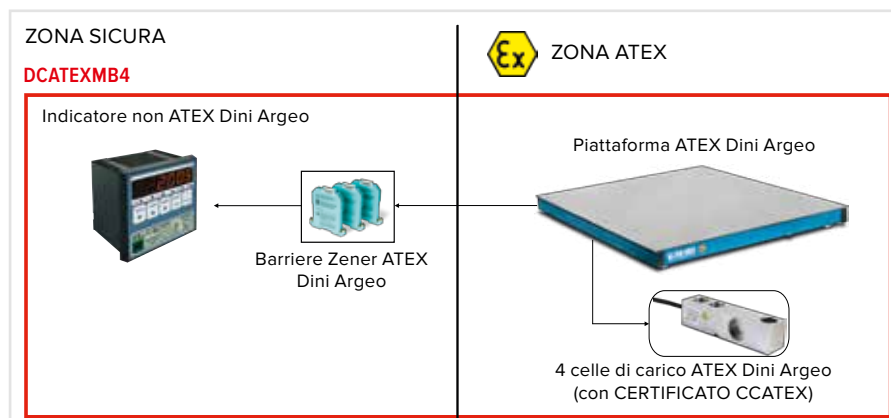 ZONA SICURA
DCATEXMB4
Ex
ZONA ATEX
Indicatore non ATEX Dini Argeo
Piattaforma ATEX Dini Argeo
Barriere Zener ATEX
Dini Argeo
4 celle di carico ATEX Dini Argeo
(con CERTIFICATO CCATEX)